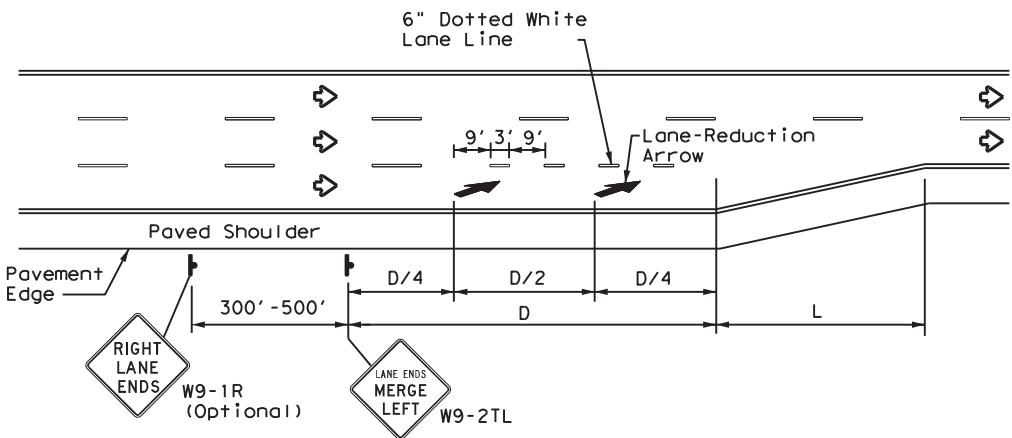 6" Dotted White
Lane Line
9' 3' 9'
Lane-Reduction
Arrow
Paved Shoulder
Pavement
Edge
D/4 D/2 D/4
300'-500' D L
RIGHT
LANE
ENDS
W9-1R
(Optional)
LANE ENDS
MERGE
LEFT
W9-2TL